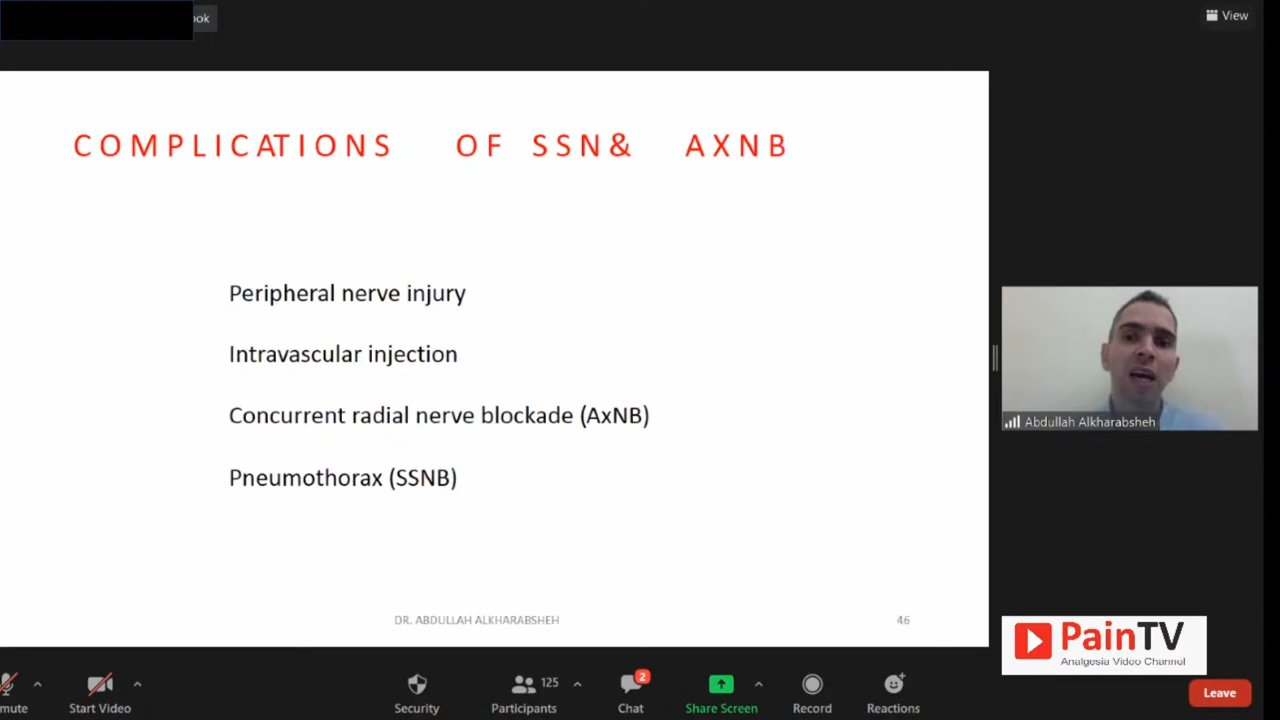 ook
View
COMPLICATIONS OF SSN& AXNB
Peripheral nerve injury
Intravascular injection
Concurrent radial nerve blockade (AxNB)
Pneumothorax (SSNB)
DR. ABDULLAH ALKHARABSHEH
46
Abdullah Alkharabsheh
PainTV
Analgesia Video Channel
mute
Start Video
Security
125
Participants
2
Chat
Share Screen
Record
Reactions
Leave